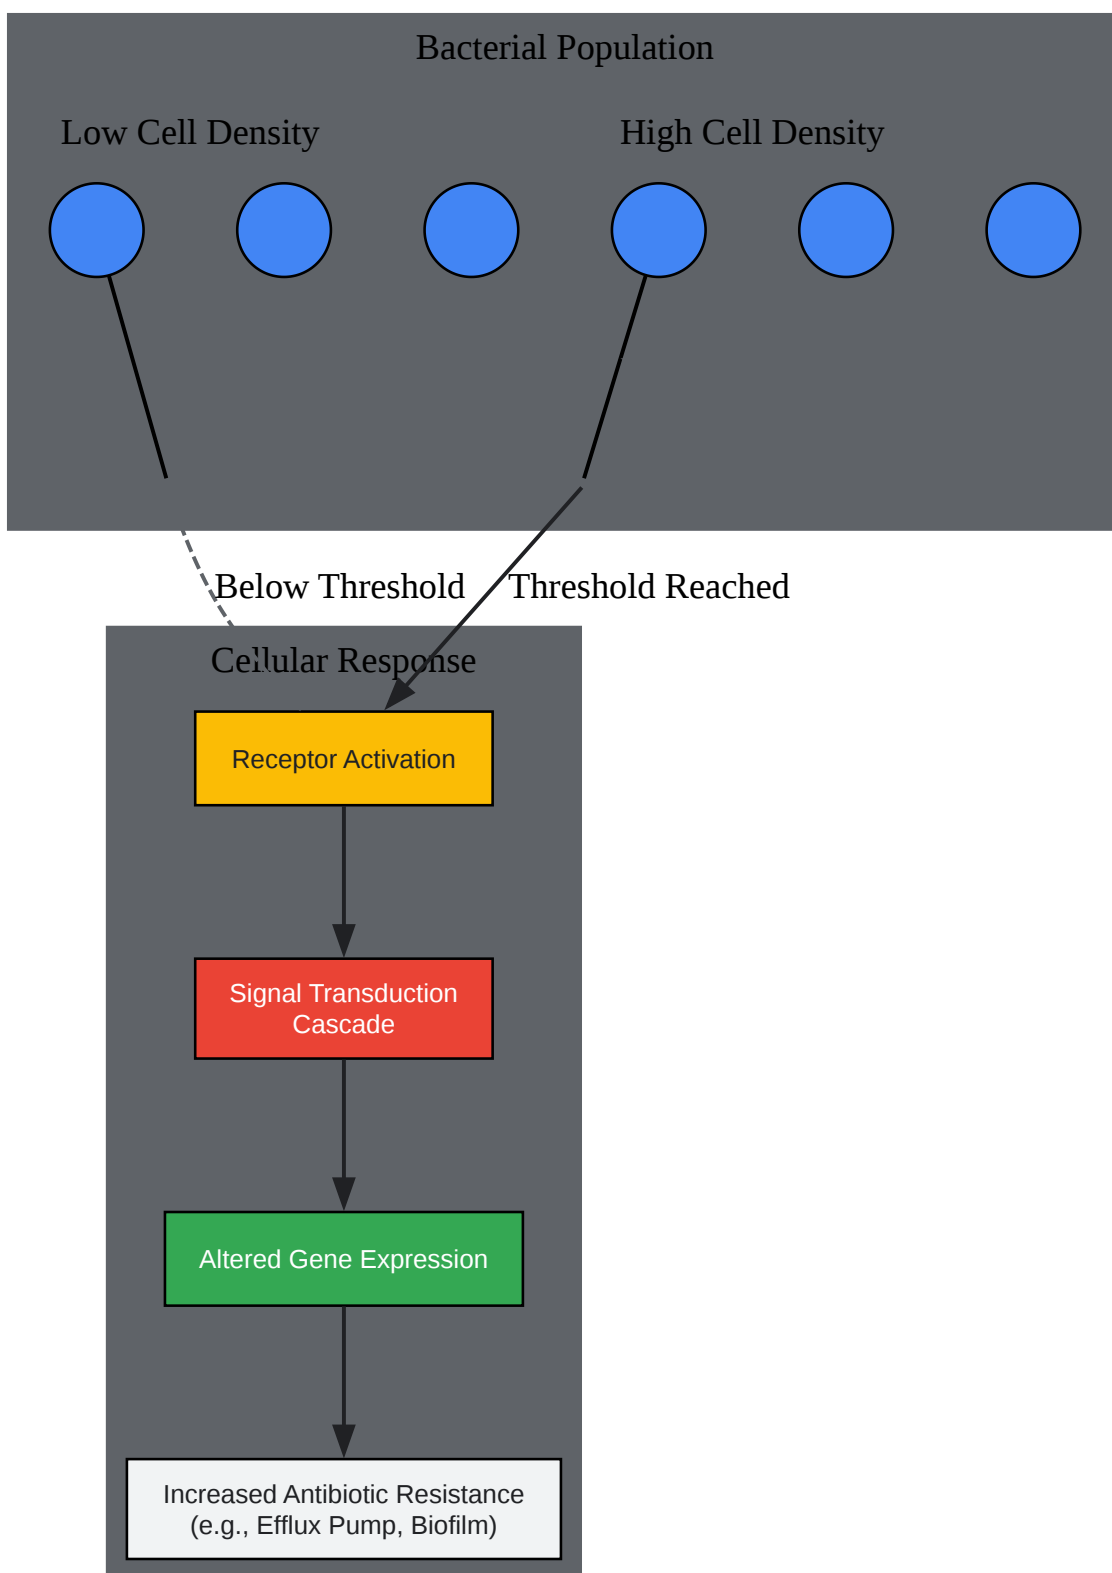 Bacterial Population
Low Cell Density
High Cell Density
Below Threshold
Threshold Reached
Cellular Response
Receptor Activation
Signal Transduction
Cascade
Altered Gene Expression
Increased Antibiotic Resistance
(e.g., Efflux Pump, Biofilm)